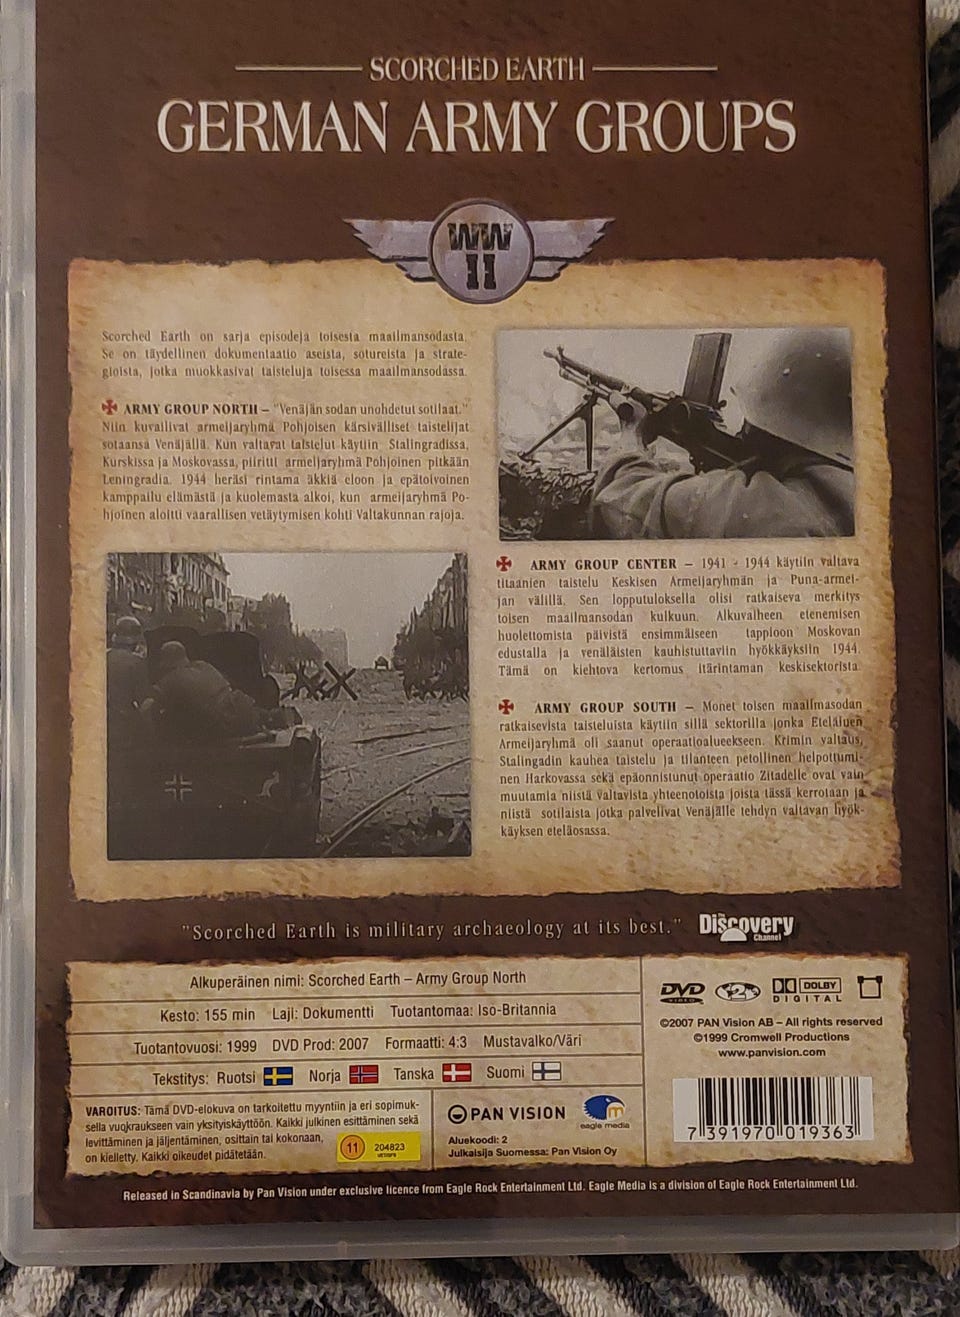 SCORCHED EARTH
GERMAN ARMY GROUPS
WW
II
Scorched Earth on sarja episodeja toisesta maailmansodasta.
Se on täydellinen dokumentaatio aseista, sotureista ja strate-
gioista, jotka muokkasivat taisteluja toisessa maailmansodassa.
ARMY GROUP NORTH – "Venäjän sodan unohdetut sotilaat."
Niin kuvailivat armeijaryhmä Pohjoisen kärsivälliset taistelijat
sotaansa Venäjällä. Kun valtavat taistelut käytiin Stalingradissa,
Kurskissa ja Moskovassa, piiritti armeijaryhmä Pohjoinen pitkään
Leningradia. 1944 heräsi rintama äkkiä eloon ja epätoivoinen
kamppailu elämästä ja kuolemasta alkoi, kun armeijaryhmä Po-
hjoinen aloitti vaarallisen vetäytymisen kohti Valtakunnan rajoja.
ARMY GROUP CENTER – 1941 - 1944 käytiin valtava
titaanien taistelu Keskisen Armeijaryhmän ja Puna-armei-
jan välillä. Sen lopputuloksella olisi ratkaiseva merkitys
toisen maailmansodan kulkuun. Alkuvaiheen etenemisen
huolettomista päivistä ensimmäiseen tappioon Moskovan
edustalla ja venäläisten kauhistuttaviin hyökkäyksiin 1944.
Tämä on kiehtova kertomus itärintaman keskisektorista.
ARMY GROUP SOUTH – Monet toisen maailmasodan
ratkaisevista taisteluista käytiin sillä sektorilla jonka Eteläinen
Armeijaryhmä oli saanut operaatioalueekseen. Krimin valtaus,
Stalingadin kauhea taistelu ja tilanteen petollinen helpottumi-
nen Harkovassa sekä epäonnistunut operaatio Zitadelle ovat vain
muutamia niistä valtavista yhteenotoista joista tässä kerrotaan ja
niistä sotilaista jotka palvelivat Venäjälle tehdyn valtavan hyök-
käyksen eteläosassa.
"Scorched Earth is military archaeology at its best."
The
Discovery
Channel
Alkuperäinen nimi: Scorched Earth – Army Group North
Kesto: 155 min Laji: Dokumentti Tuotantomaa: Iso-Britannia
Tuotantovuosi: 1999 DVD Prod: 2007 Formaatti: 4:3 Mustavalko/Väri
Tekstitys: Ruotsi Norja Tanska Suomi
VAROITUS: Tämä DVD-elokuva on tarkoitettu myyntiin ja eri sopimuk-
sella vuokraukseen vain yksityiskäyttöön. Kaikki julkinen esittäminen sekä
levittäminen ja jäljentäminen, osittain tai kokonaan,
on kielletty. Kaikki oikeudet pidätetään.
11
204823
PAN VISION
eagle media
Aluekoodi: 2
Julkaisija Suomessa: Pan Vision Oy
DVD
VIDEO
2
DOLBY
DIGITAL
©2007 PAN Vision AB – All rights reserved
©1999 Cromwell Productions
www.panvision.com
7 391970 019363
Released in Scandinavia by Pan Vision under exclusive licence from Eagle Rock Entertainment Ltd. Eagle Media is a division of Eagle Rock Entertainment Ltd.